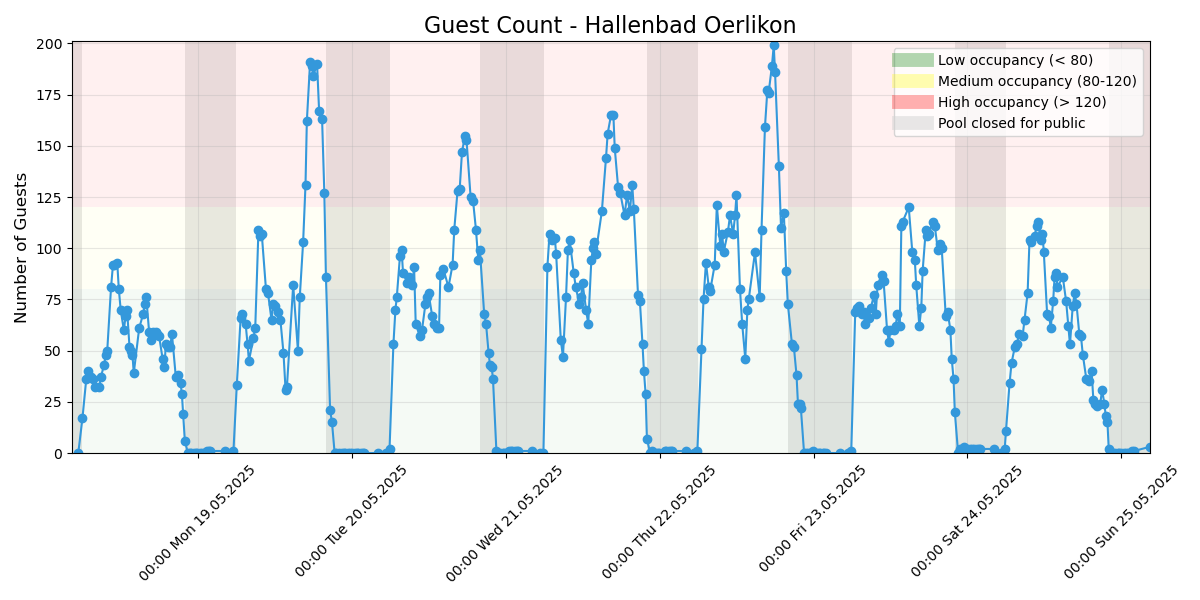 Guest Count - Hallenbad Oerlikon
Number of Guests
200
175
150
125
100
75
50
25
0
Low occupancy (< 80)
Medium occupancy (80-120)
High occupancy (> 120)
Pool closed for public
00:00 Mon 19.05.2025
00:00 Tue 20.05.2025
00:00 Wed 21.05.2025
00:00 Thu 22.05.2025
00:00 Fri 23.05.2025
00:00 Sat 24.05.2025
00:00 Sun 25.05.2025